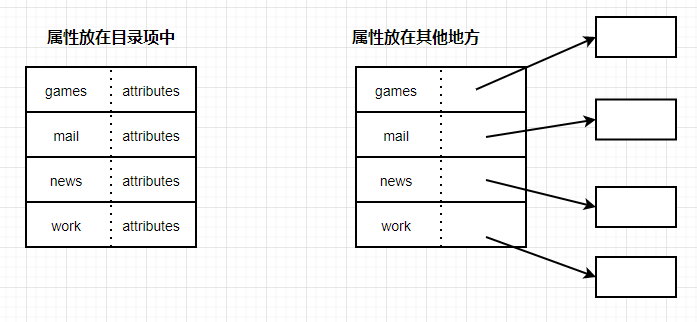 属性放在目录项中
games attributes
mail attributes
news attributes
work attributes
属性放在其他地方
games
mail
news
work